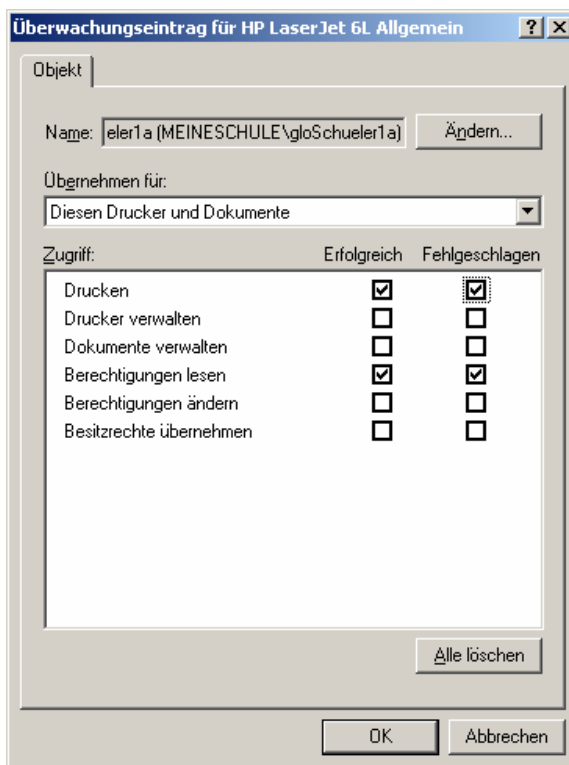 Überwachungseintrag für HP LaserJet 6L Allgemein
Objekt
Name: eler1a (MEINESCHULE\gloSchueler1a) Ändern...
Übernehmen für:
Diesen Drucker und Dokumente
Zugriff: Erfolgreich Fehlgeschlagen
Drucken
Drucker verwalten
Dokumente verwalten
Berechtigungen lesen
Berechtigungen ändern
Besitzrechte übernehmen
Alle löschen
OK Abbrechen